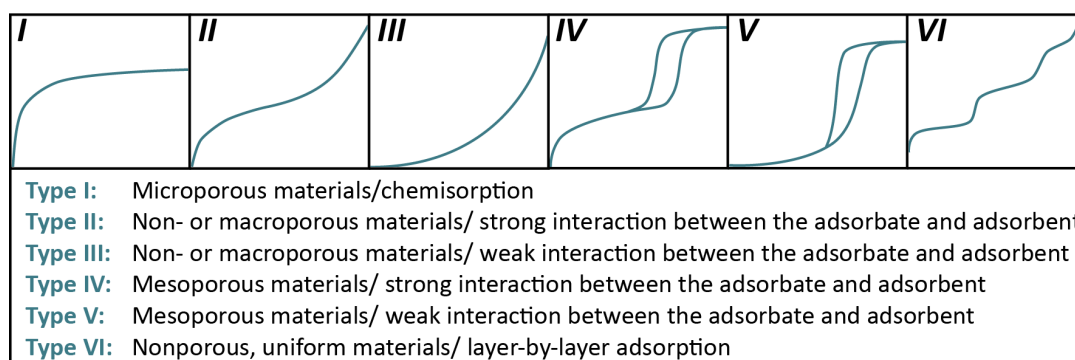 I II III IV V VI
Type I: Microporous materials/chemisorption
Type II: Non- or macroporous materials/ strong interaction between the adsorbate and adsorbent
Type III: Non- or macroporous materials/ weak interaction between the adsorbate and adsorbent
Type IV: Mesoporous materials/ strong interaction between the adsorbate and adsorbent
Type V: Mesoporous materials/ weak interaction between the adsorbate and adsorbent
Type VI: Nonporous, uniform materials/ layer-by-layer adsorption